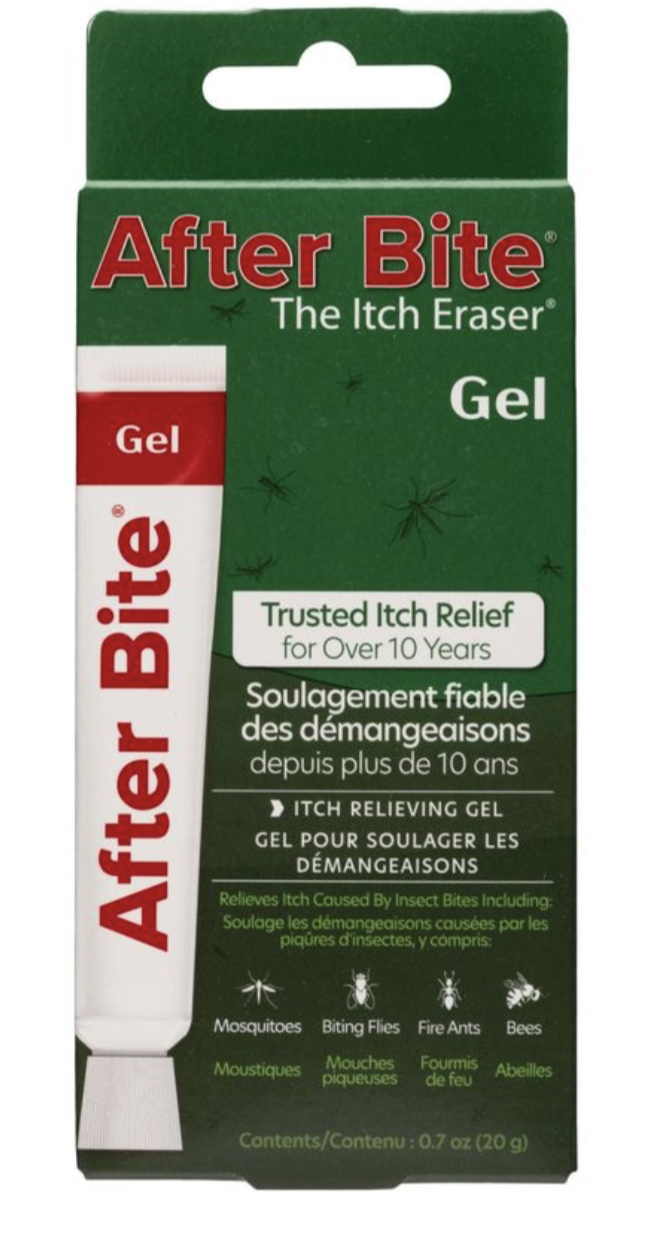 After Bite®
The Itch Eraser®
Gel
Gel
After Bite®
Trusted Itch Relief
for Over 10 Years
Soulagement fiable
des démangeaisons
depuis plus de 10 ans
ITCH RELIEVING GEL
GEL POUR SOULAGER LES
DÉMANGEAISONS
Relieves Itch Caused By Insect Bites Including:
Soulage les démangeaisons causées par les
piqûres d'insectes, y compris:
Mosquitoes Biting Flies Fire Ants Bees
Moustiques Mouches piqueuses Fourmis de feu Abeilles
Contents/Contenu : 0.7 oz (20 g)